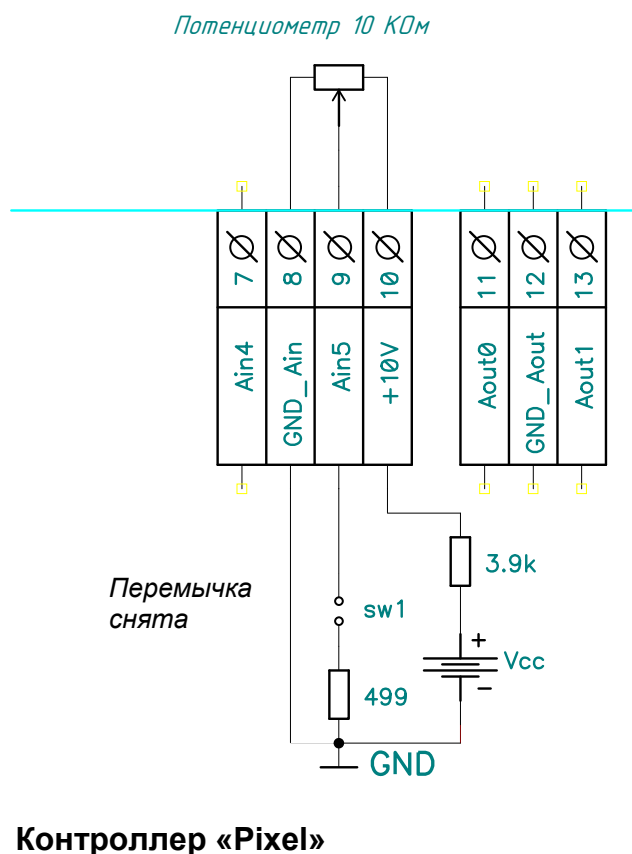 Потенциометр 10 КОм
7
8
9
10
11
12
13
Ain4
GND_Ain
Ain5
+10V
Aout0
GND_Aout
Aout1
3.9k
Перемычка
снята
sw1
+
Vcc
–
499
GND
Контроллер «Pixel»